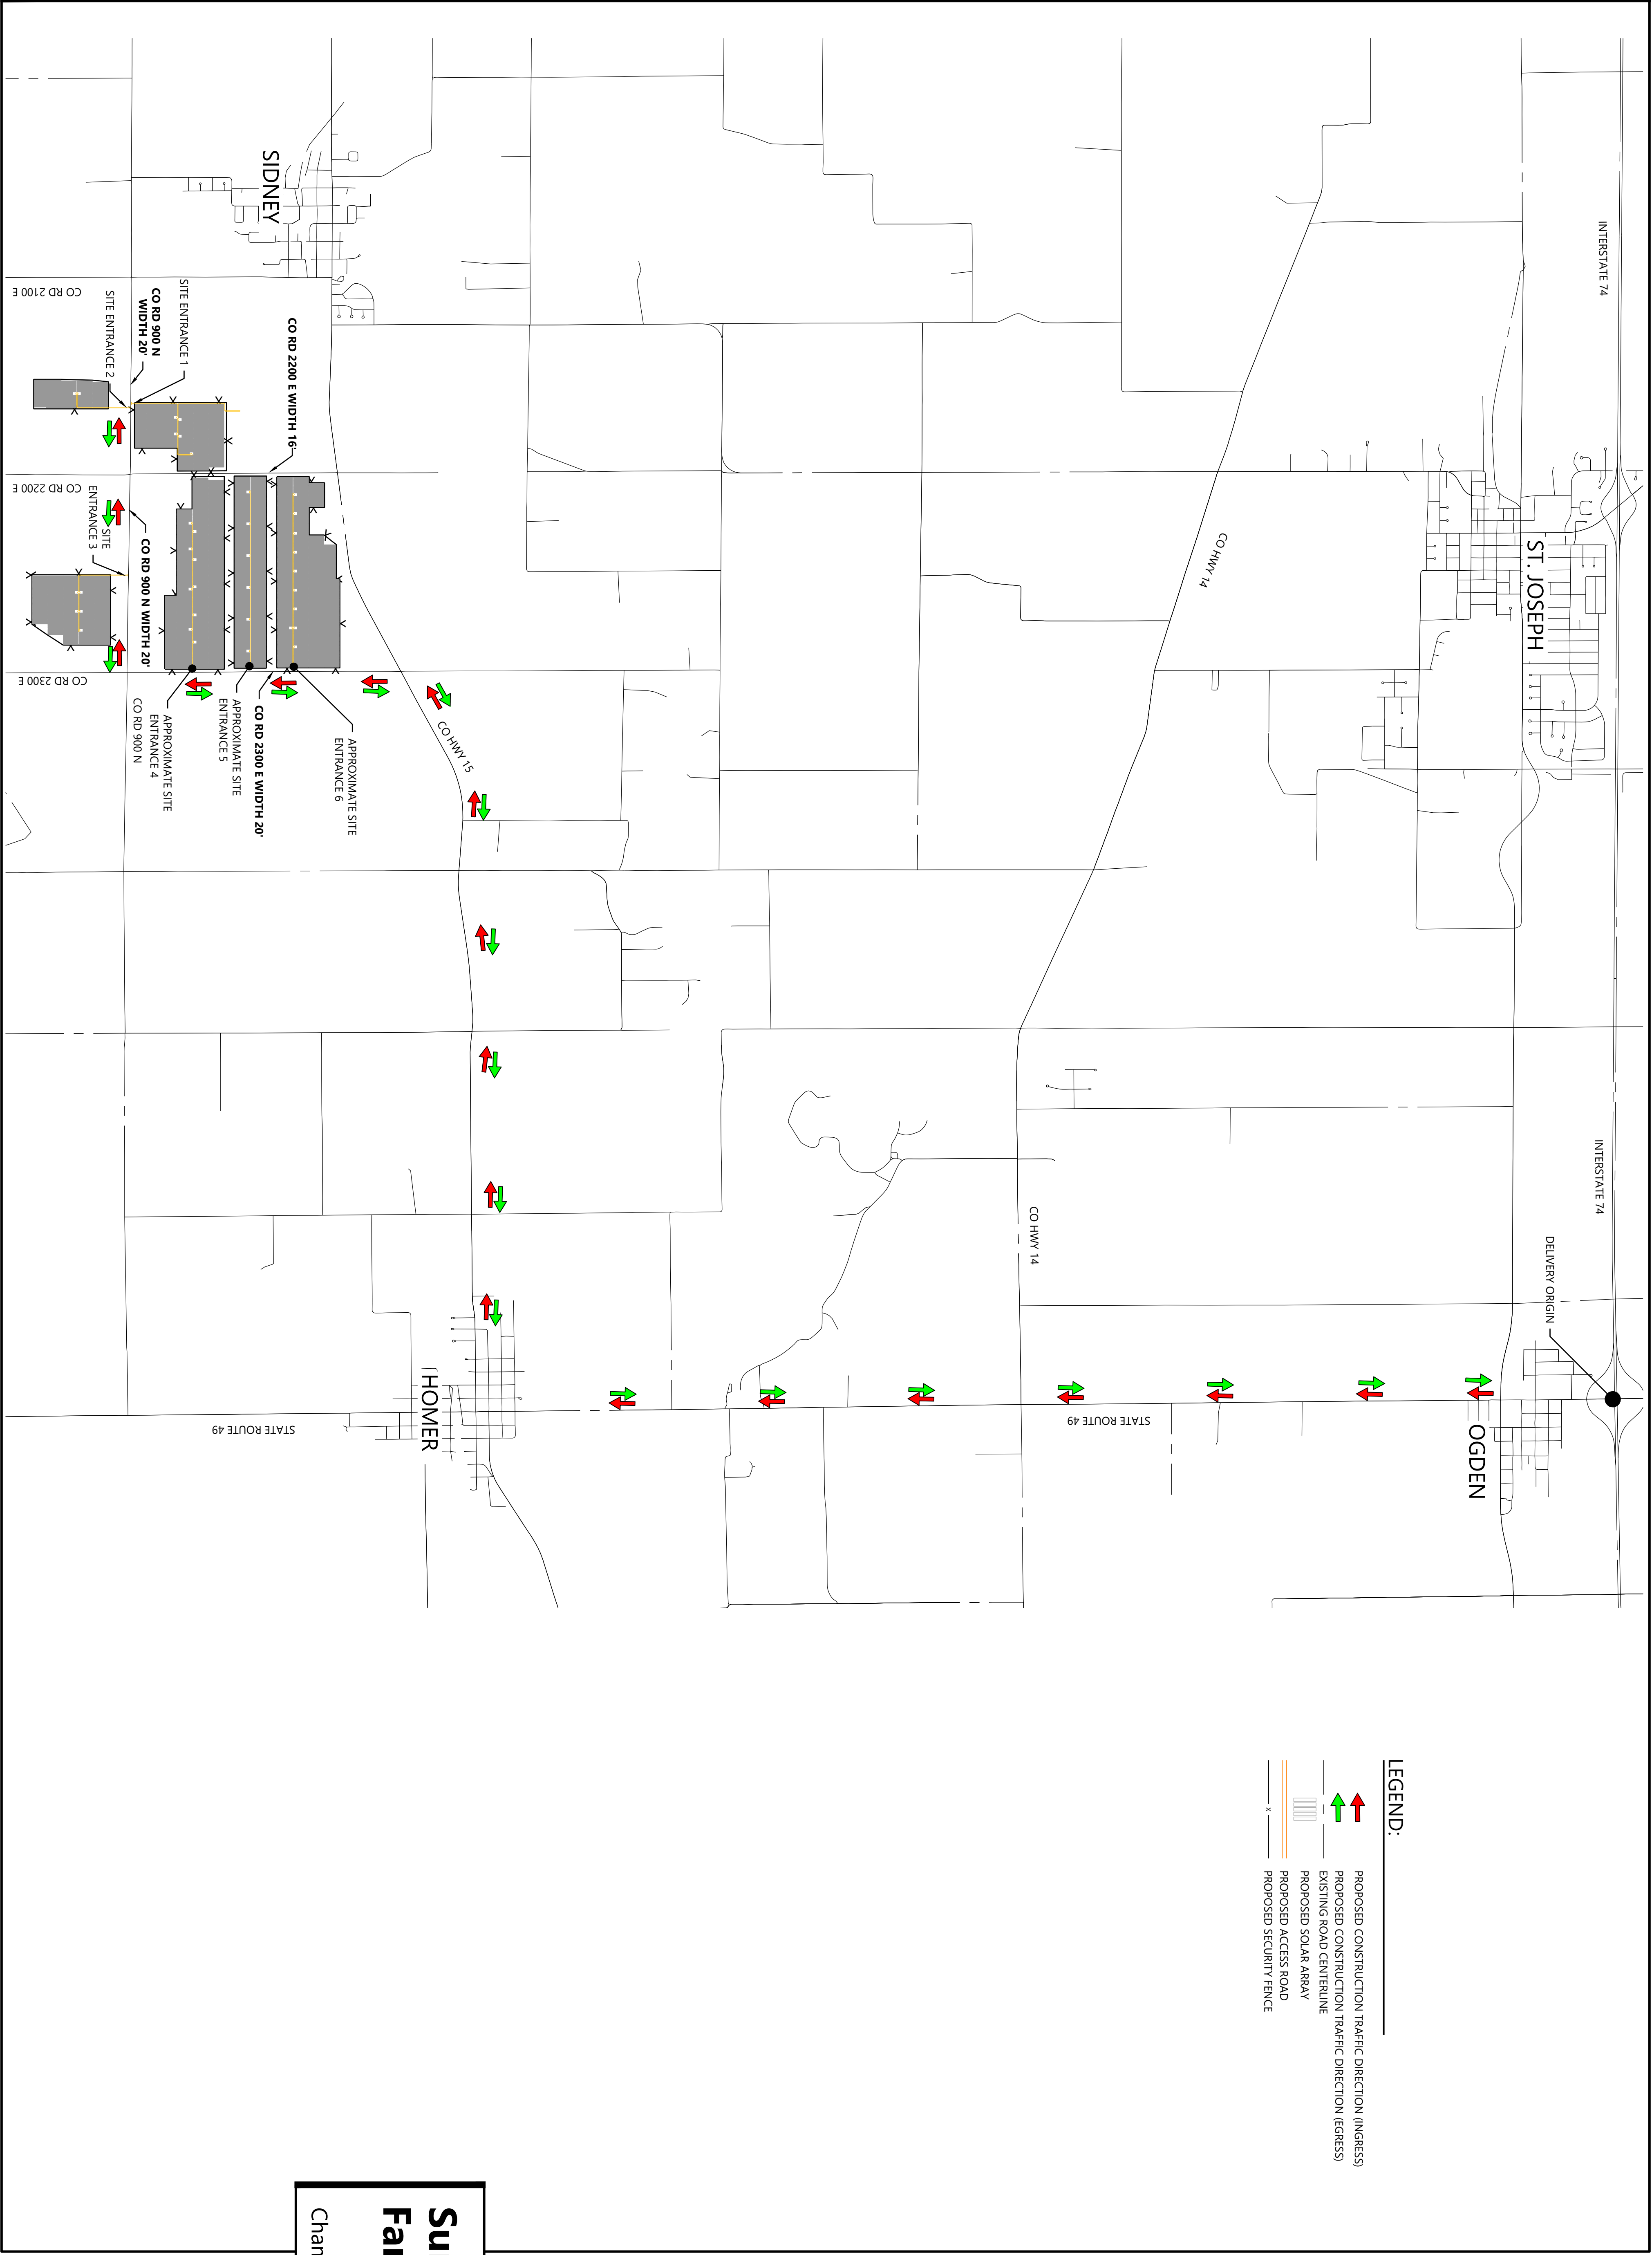 INTERSTATE 74
INTERSTATE 74
DELIVERY ORIGIN
ST. JOSEPH
OGDEN
CO HWY 14
CO HWY 14
STATE ROUTE 49
SIDNEY
CO RD 2200 E WIDTH 16'
CO HWY 15
HOMER
STATE ROUTE 49
SITE ENTRANCE 1
CO RD 900 N
WIDTH 20'
SITE ENTRANCE 2
APPROXIMATE SITE
ENTRANCE 6
CO RD 2300 E WIDTH 20'
APPROXIMATE SITE
ENTRANCE 5
APPROXIMATE SITE
ENTRANCE 4
CO RD 900 N WIDTH 20'
CO RD 900 N
SITE
ENTRANCE 3
CO RD 2100 E
CO RD 2200 E
CO RD 2300 E
LEGEND:
PROPOSED CONSTRUCTION TRAFFIC DIRECTION (INGRESS)
PROPOSED CONSTRUCTION TRAFFIC DIRECTION (EGRESS)
EXISTING ROAD CENTERLINE
PROPOSED SOLAR ARRAY
PROPOSED ACCESS ROAD
X PROPOSED SECURITY FENCE